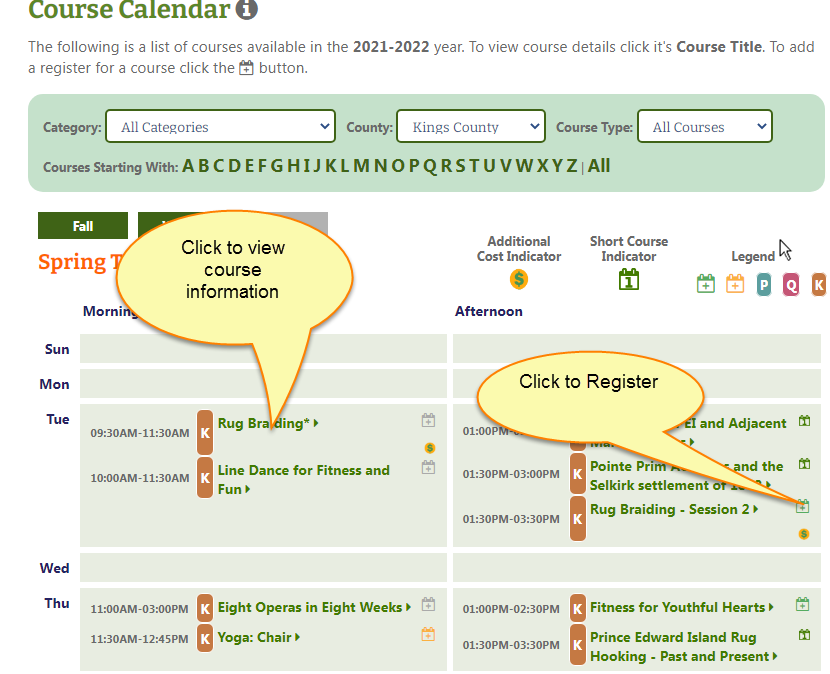 Course Calendar
The following is a list of courses available in the 2021-2022 year. To view course details click it's Course Title. To add
a register for a course click the button.
Category: All Categories County: Kings County Course Type: All Courses
Courses Starting With: A B C D E F G H I J K L M N O P Q R S T U V W X Y Z | All
Fall
Click to view
course
information
Spring T
Additional
Cost Indicator
$
Short Course
Indicator
1
Legend
P Q K
Morning
Afternoon
Sun
Mon
Tue
09:30AM-11:30AM K Rug Braiding*
$
10:00AM-11:30AM K Line Dance for Fitness and
Fun
Click to Register
01:00PM- EI and Adjacent
01:30PM-03:00PM K Pointe Prim and the
Selkirk settlement of
01:30PM-03:30PM K Rug Braiding - Session 2
$
Wed
Thu
11:00AM-03:00PM K Eight Operas in Eight Weeks
11:30AM-12:45PM K Yoga: Chair
01:00PM-02:30PM K Fitness for Youthful Hearts
01:30PM-03:30PM K Prince Edward Island Rug
Hooking - Past and Present